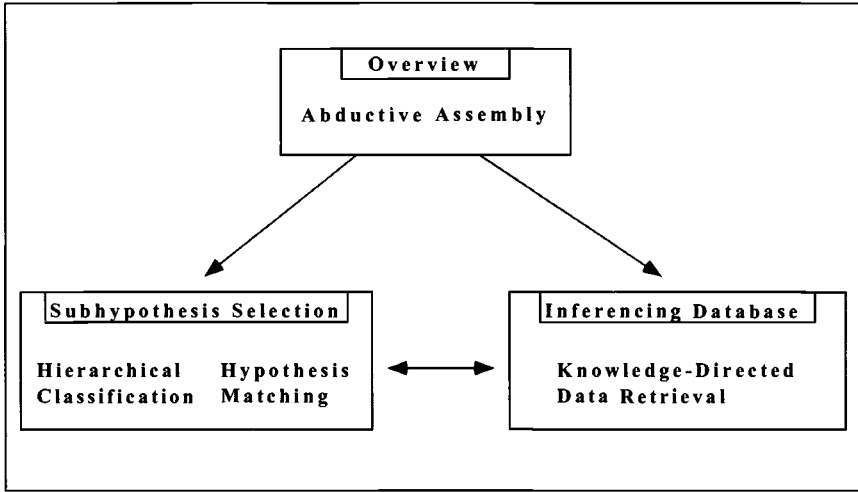 Overview
Abductive Assembly
Subhypothesis Selection
Hierarchical Classification
Hypothesis Matching
Inferencing Database
Knowledge-Directed
Data Retrieval